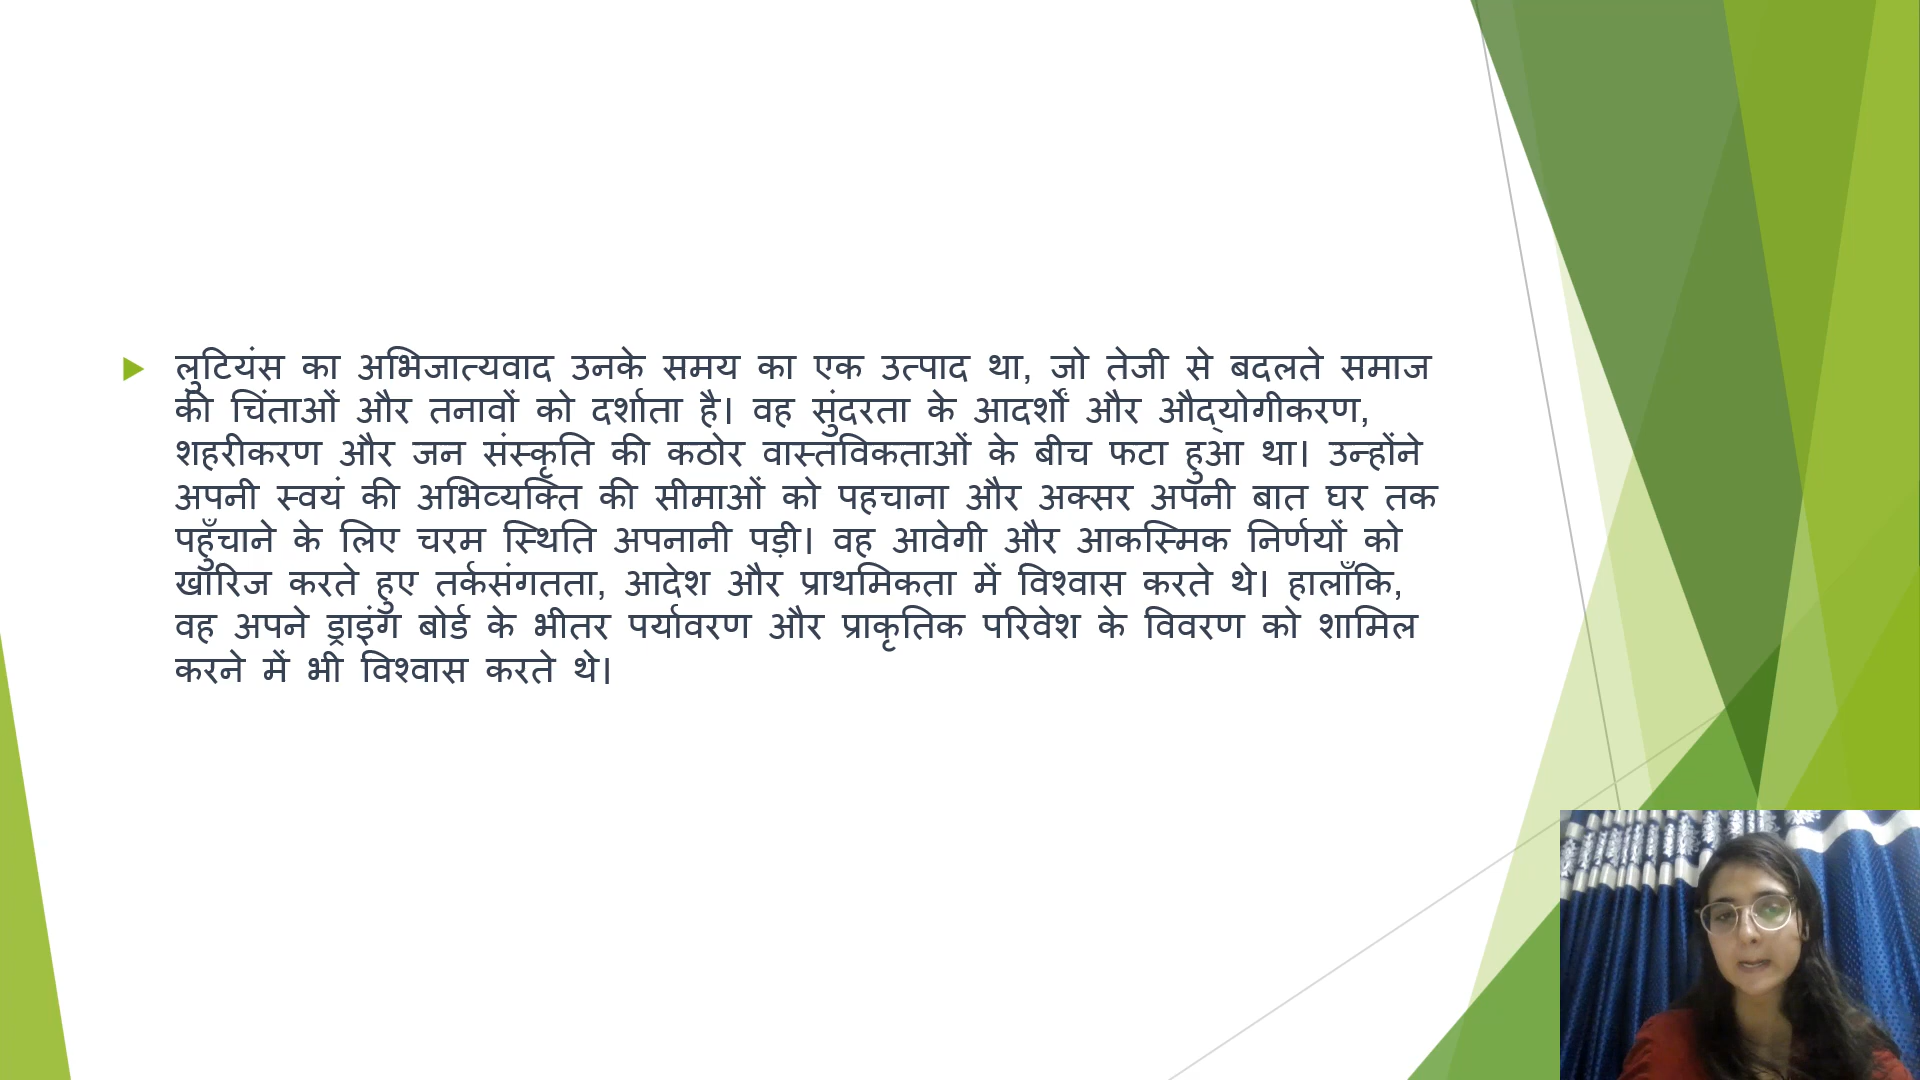 लुटियंस का अभिजात्यवाद उनके समय का एक उत्पाद था, जो तेजी से बदलते समाज
की चिंताओं और तनावों को दर्शाता है। वह सुंदरता के आदर्शों और औद्योगीकरण,
शहरीकरण और जन संस्कृति की कठोर वास्तविकताओं के बीच फटा हुआ था। उन्होंने
अपनी स्वयं की अभिव्यक्ति की सीमाओं को पहचाना और अक्सर अपनी बात घर तक
पहुँचाने के लिए चरम स्थिति अपनानी पड़ी। वह आवेगी और आकस्मिक निर्णयों को
खारिज करते हुए तर्कसंगतता, आदेश और प्राथमिकता में विश्वास करते थे। हालाँकि,
वह अपने ड्राइंग बोर्ड के भीतर पर्यावरण और प्राकृतिक परिवेश के विवरण को शामिल
करने में भी विश्वास करते थे।